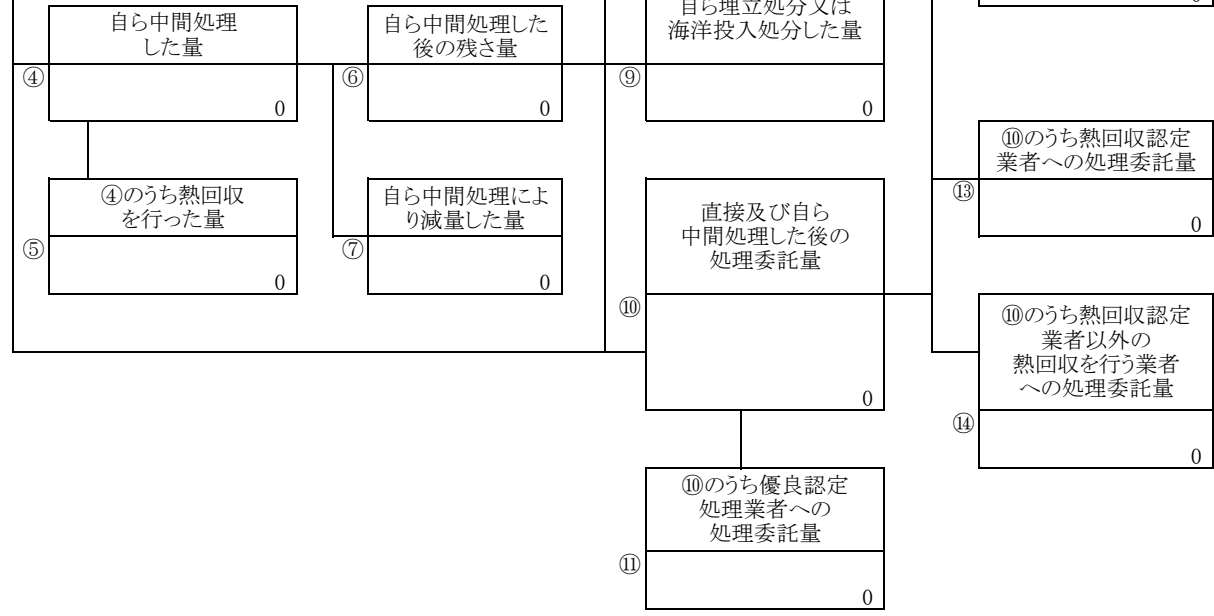 自ら中間処理
した量
④
0
自ら中間処理した
後の残さ量
⑥
0
自ら埋立処分又は
海洋投入処分した量
⑨
0
0
⑩のうち熱回収認定
業者への処理委託量
⑬
0
④のうち熱回収
を行った量
⑤
0
自ら中間処理によ
り減量した量
⑦
0
直接及び自ら
中間処理した後の
処理委託量
⑩
0
⑩のうち熱回収認定
業者以外の
熱回収を行う業者
への処理委託量
⑭
0
⑩のうち優良認定
処理業者への
処理委託量
⑪
0